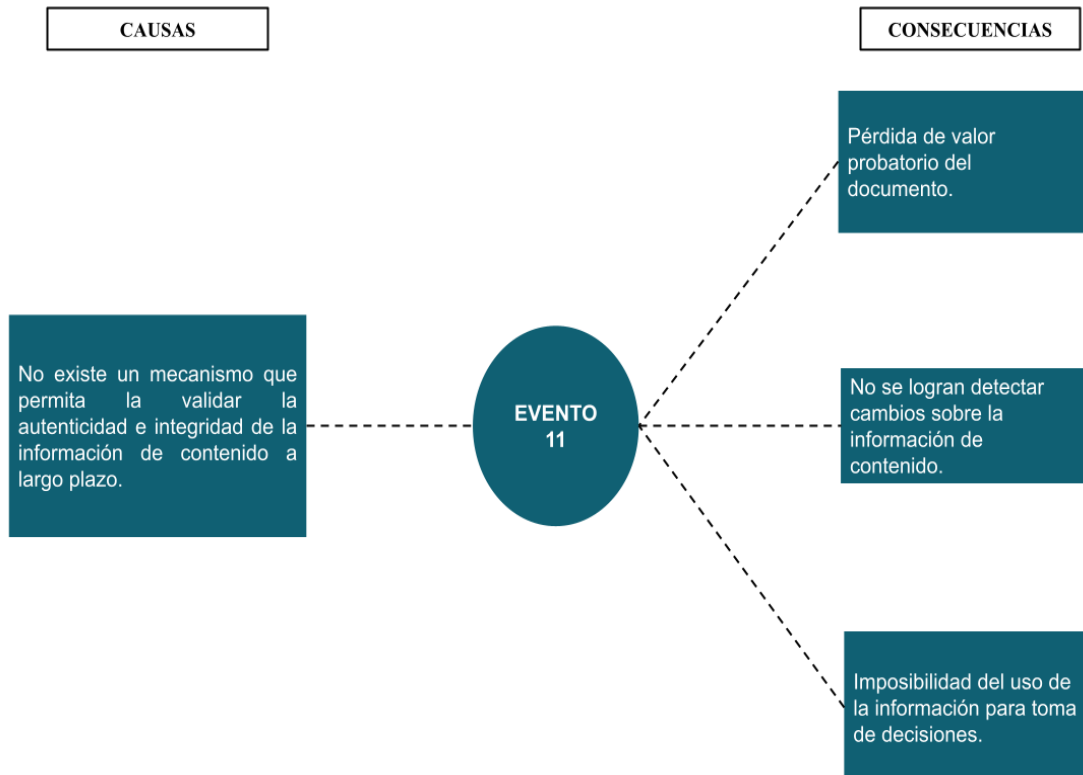 CAUSAS
CONSECUENCIAS
No existe un mecanismo que
permita la validar la
autenticidad e integridad de la
información de contenido a
largo plazo.
EVENTO
11
Pérdida de valor
probatorio del
documento.
No se logran detectar
cambios sobre la
información de
contenido.
Imposibilidad del uso de
la información para toma
de decisiones.